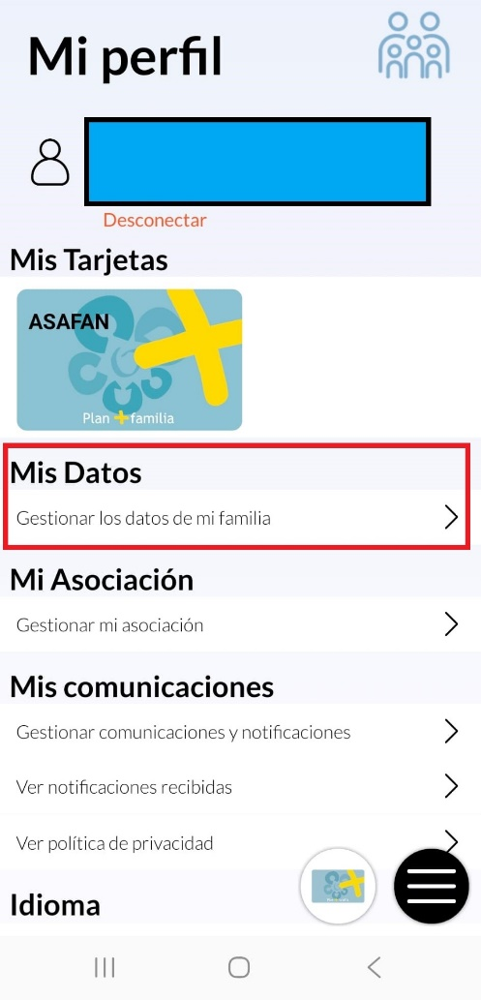 Mi perfil
Desconectar
Mis Tarjetas
ASAFAN
Plan +familia
Mis Datos
Gestionar los datos de mi familia
Mi Asociación
Gestionar mi asociación
Mis comunicaciones
Gestionar comunicaciones y notificaciones
Ver notificaciones recibidas
Ver política de privacidad
Idioma